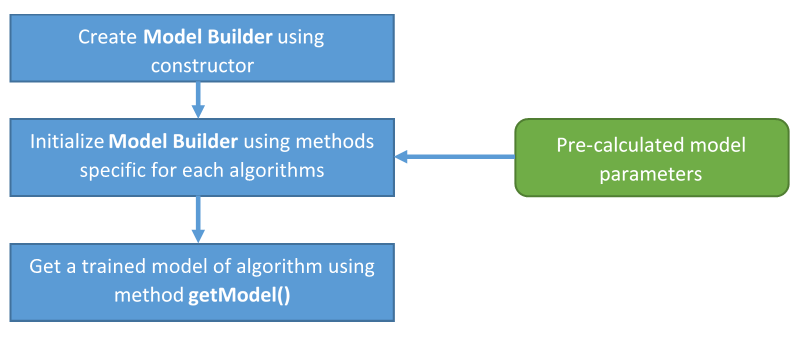 Create Model Builder using
constructor
Initialize Model Builder using methods
specific for each algorithms
Pre-calculated model
parameters
Get a trained model of algorithm using
method getModel()